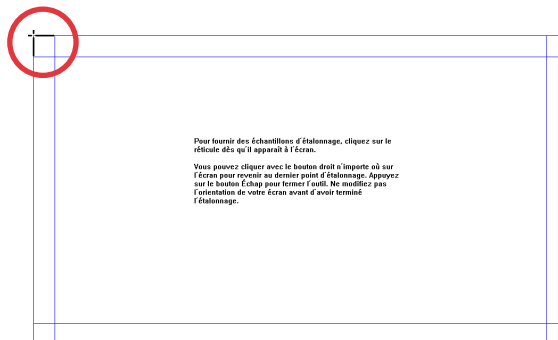 Pour fournir des échantillons d'étalonnage, cliquez sur le
réticule dès qu'il apparaît à l'écran.
Vous pouvez cliquer avec le bouton droit n'importe où sur
l'écran pour revenir au dernier point d'étalonnage. Appuyez
sur le bouton Échap pour fermer l'outil. Ne modifiez pas
l'orientation de votre écran avant d'avoir terminé
l'étalonnage.